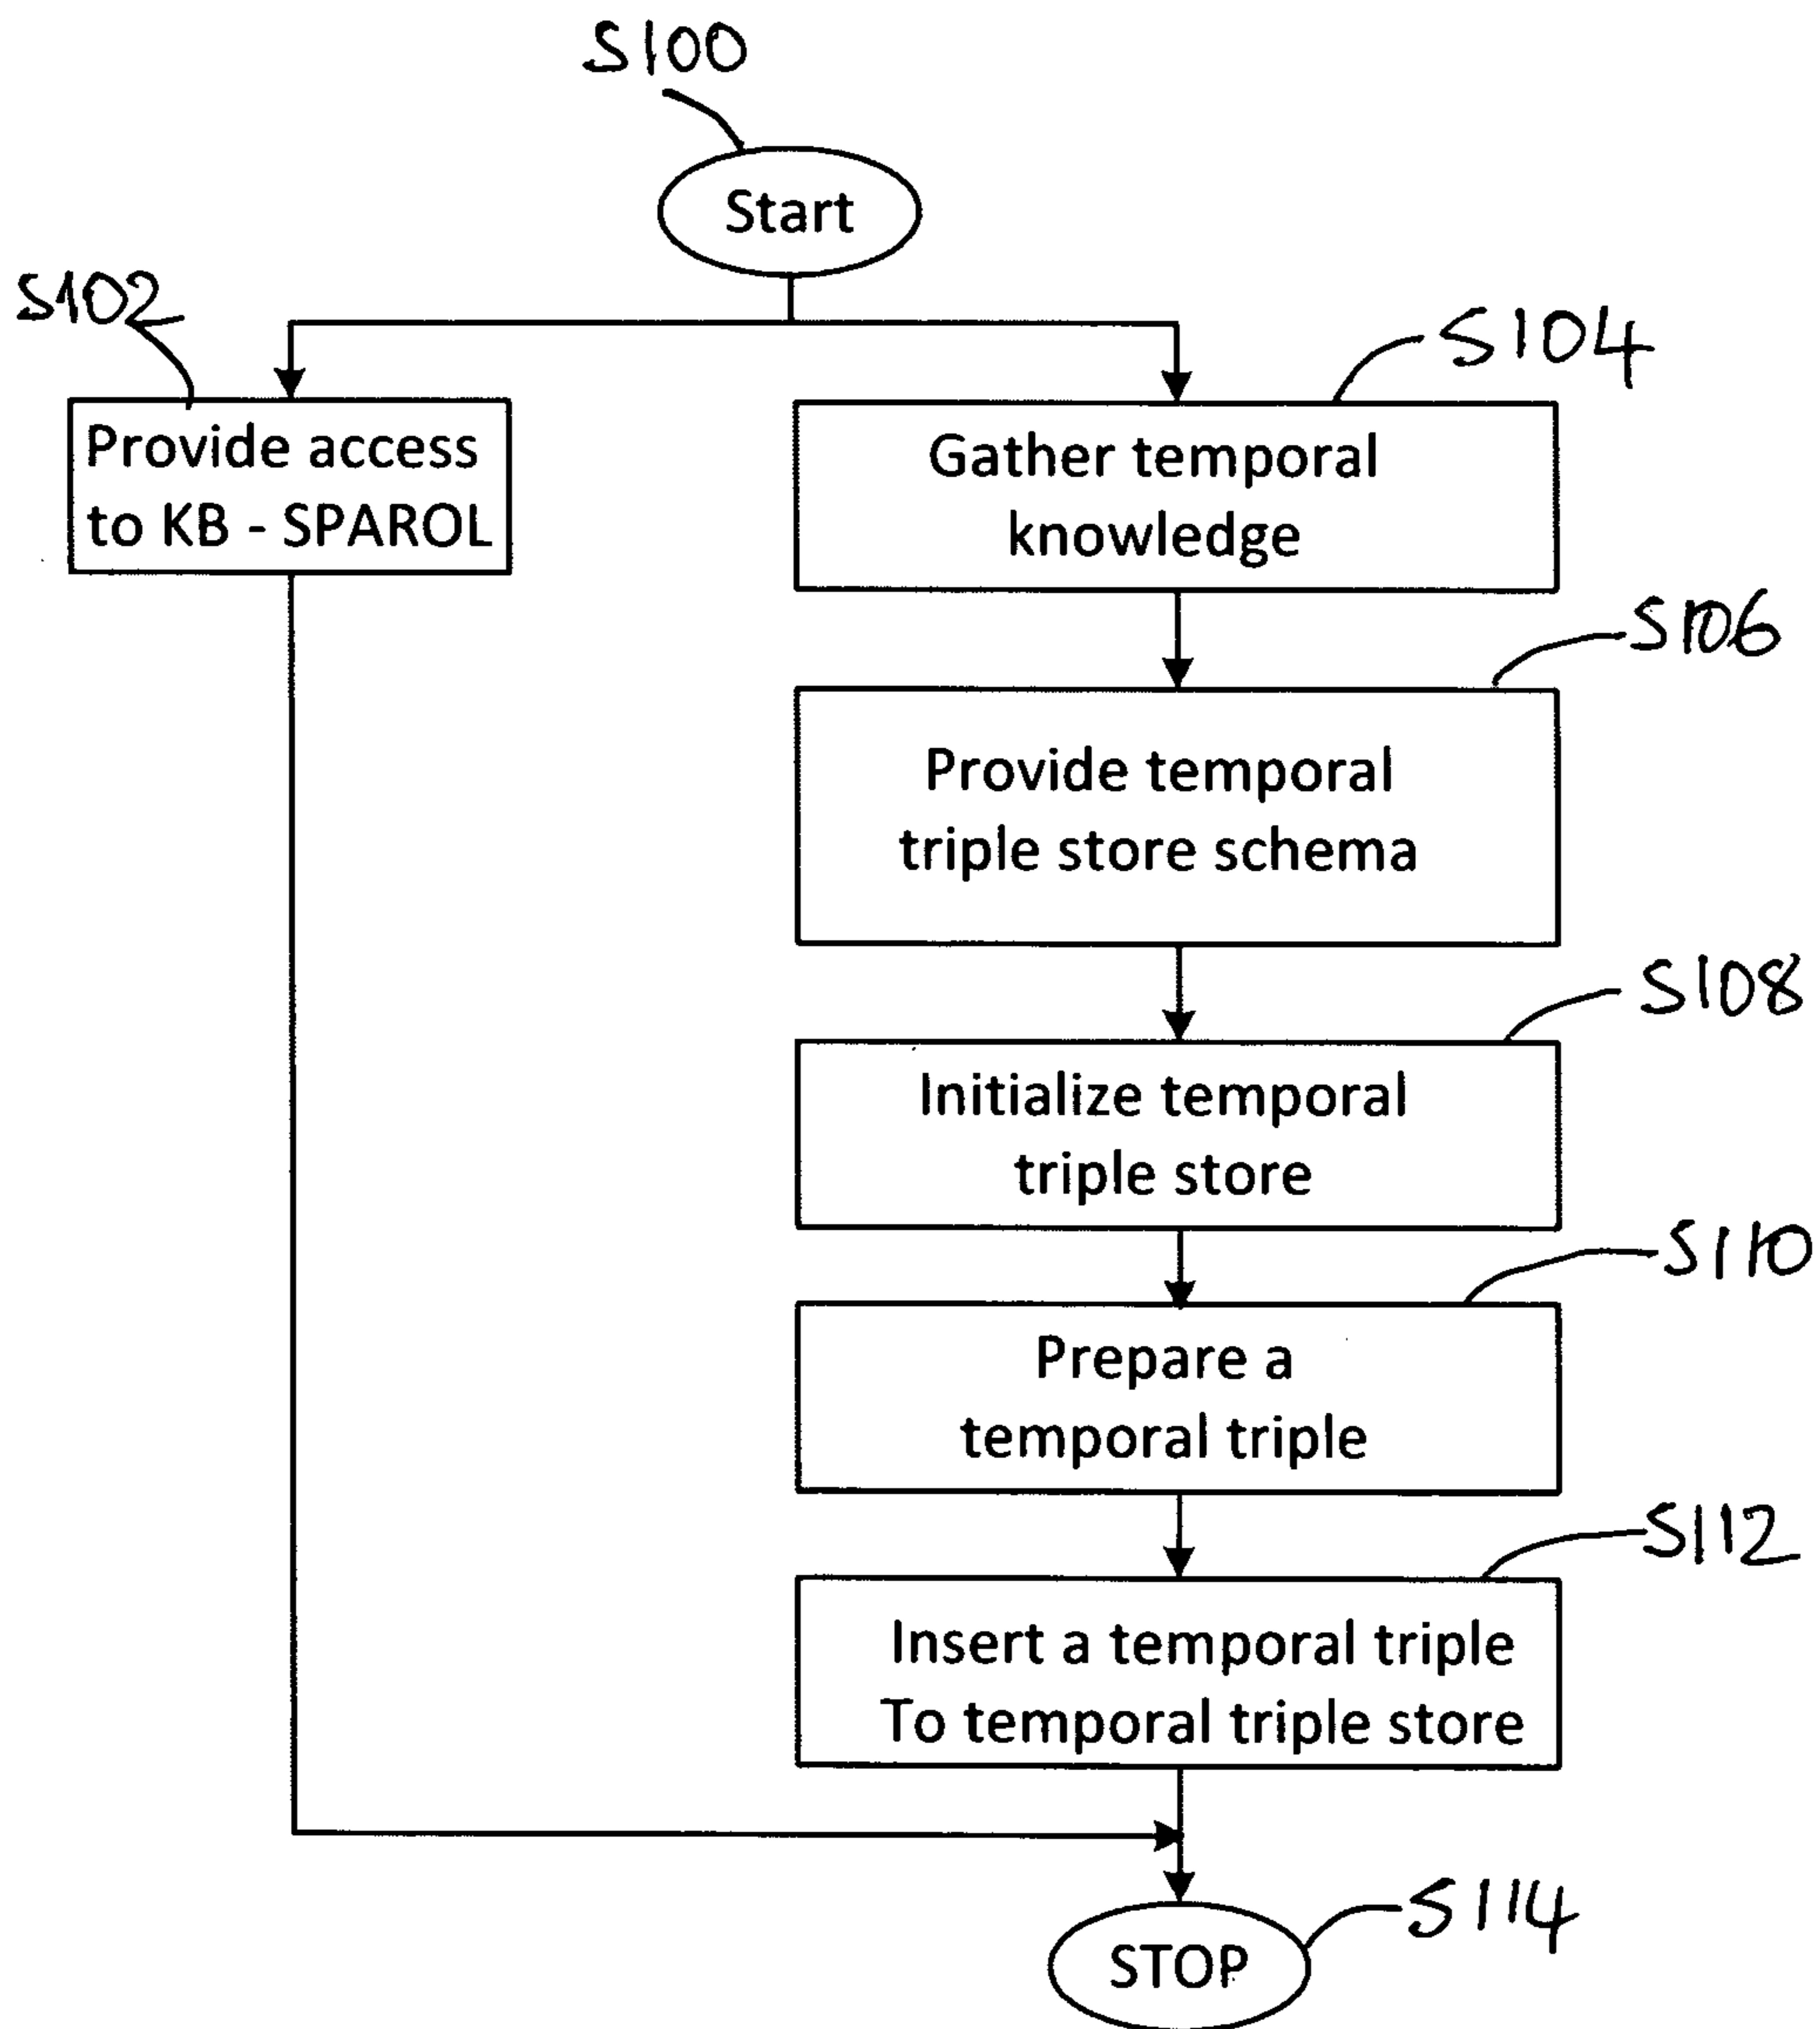 S100
Start
S102
S104
Provide access
to KB - SPAROL
Gather temporal
knowledge
S106
Provide temporal
triple store schema
S108
Initialize temporal
triple store
S110
Prepare a
temporal triple
S112
Insert a temporal triple
To temporal triple store
S114
STOP